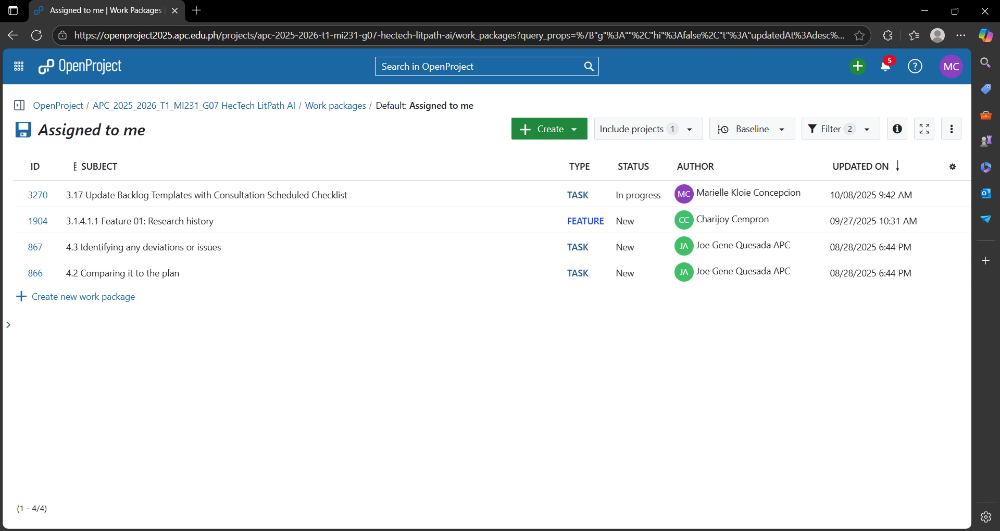 Assigned to me | Work Packages
https://openproject2025.apc.edu.ph/projects/apc-2025-2026-t1-mi231-g07-hectech-litpath-ai/work_packages?query_props=%7B"g"%3A""%2C"hi"%3Afalse%2C"t"%3A"updatedAt%3Adesc%...
OpenProject
Search in OpenProject
5
MC
OpenProject / APC_2025_2026_T1_MI231_G07 HecTech LitPath AI / Work packages / Default: Assigned to me
Assigned to me
Create
Include projects 1
Baseline
Filter 2
ID SUBJECT TYPE STATUS AUTHOR UPDATED ON
3270 3.17 Update Backlog Templates with Consultation Scheduled Checklist TASK In progress MC Marielle Kloie Concepcion 10/08/2025 9:42 AM
1904 3.1.4.1.1 Feature 01: Research history FEATURE New CC Charijoy Cempron 09/27/2025 10:31 AM
867 4.3 Identifying any deviations or issues TASK New JA Joe Gene Quesada APC 08/28/2025 6:44 PM
866 4.2 Comparing it to the plan TASK New JA Joe Gene Quesada APC 08/28/2025 6:44 PM
Create new work package
(1 - 4/4)